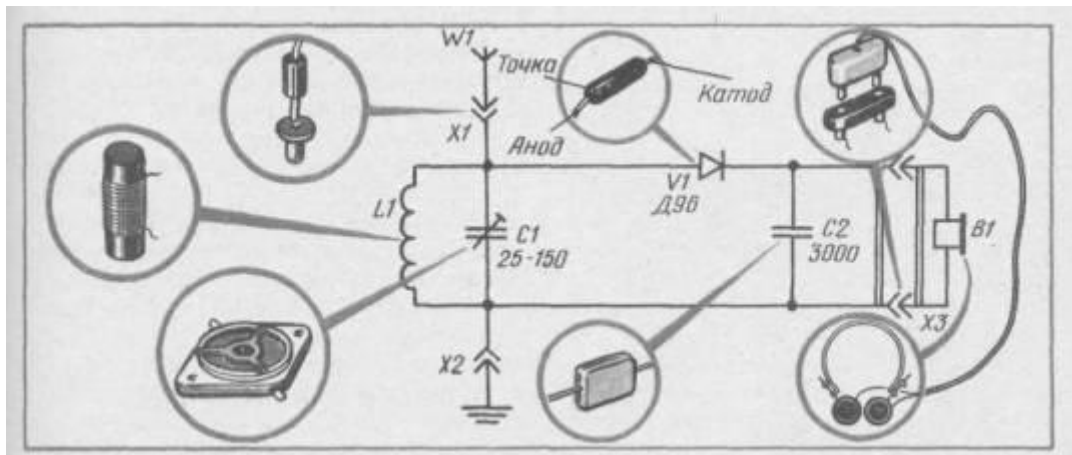 W1
Точка
Катод
X1
Анод
V1
Д9б
L1
C1
25-150
C2
3000
B1
X3
X2